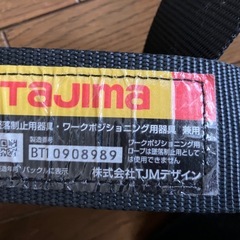 TaJima
墜落制止用器具・ワークポジショニング用器具 兼用
製造番号
BT10908989
ワークポジショニング用
ロープは墜落制止用としては使用できません
バックルに表示
株式会社TJMデザイン